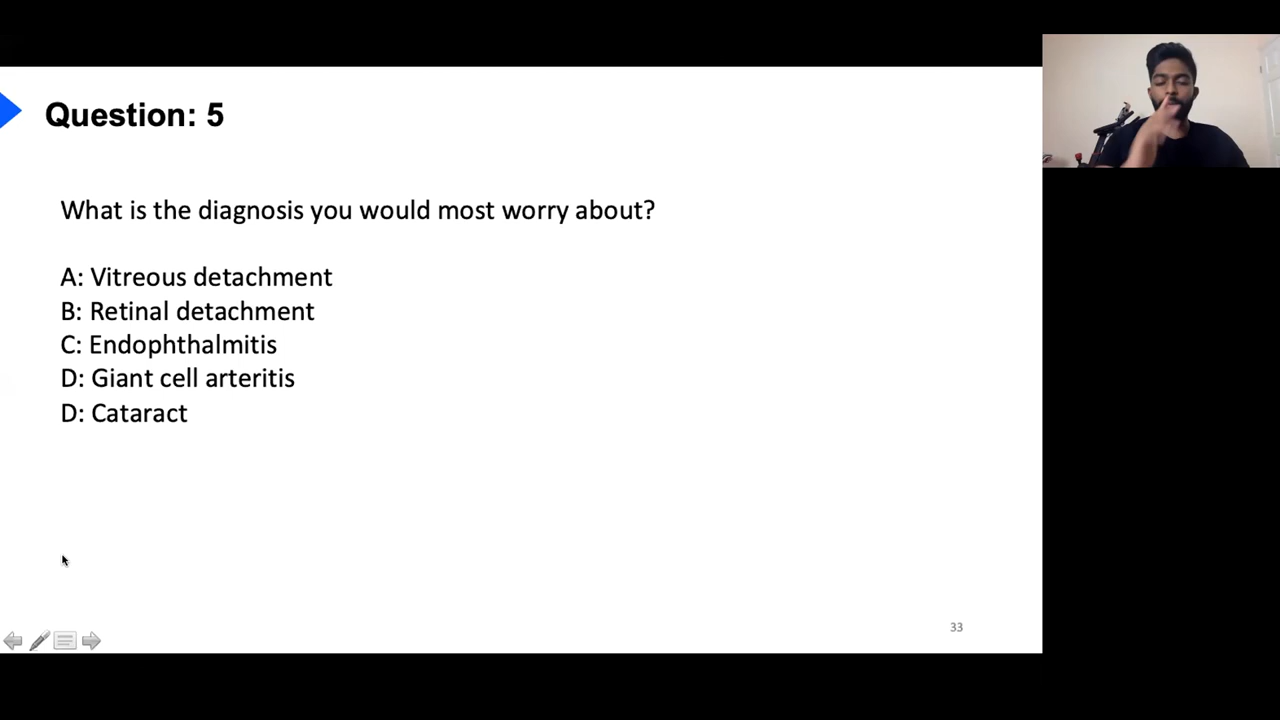 Question: 5
What is the diagnosis you would most worry about?
A: Vitreous detachment
B: Retinal detachment
C: Endophthalmitis
D: Giant cell arteritis
D: Cataract
33